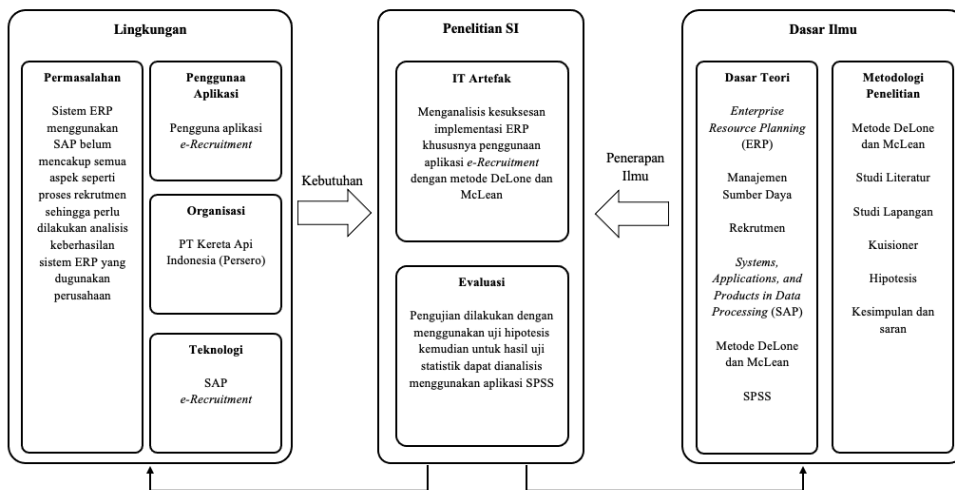 Lingkungan
Permasalahan
Sistem ERP
menggunakan
SAP belum
mencakup semua
aspek seperti
proses rekrutmen
sehingga perlu
dilakukan analisis
keberhasilan
sistem ERP yang
dugunakan
perusahaan
Penggunaa
Aplikasi
Pengguna aplikasi
e-Recruitment
Organisasi
PT Kereta Api
Indonesia (Persero)
Teknologi
SAP
e-Recruitment
Kebutuhan
Penelitian SI
IT Artefak
Menganalisis kesuksesan
implementasi ERP
khususnya penggunaan
aplikasi e-Recruitment
dengan metode DeLone dan
McLean
Evaluasi
Pengujian dilakukan dengan
menggunakan uji hipotesis
kemudian untuk hasil uji
statistik dapat dianalisis
menggunakan aplikasi SPSS
Penerapan
Ilmu
Dasar Ilmu
Dasar Teori
Enterprise
Resource Planning
(ERP)
Manajemen
Sumber Daya
Rekrutmen
Systems,
Applications, and
Products in Data
Processing (SAP)
Metode DeLone
dan McLean
SPSS
Metodologi
Penelitian
Metode DeLone
dan McLean
Studi Literatur
Studi Lapangan
Kuisioner
Hipotesis
Kesimpulan dan
saran